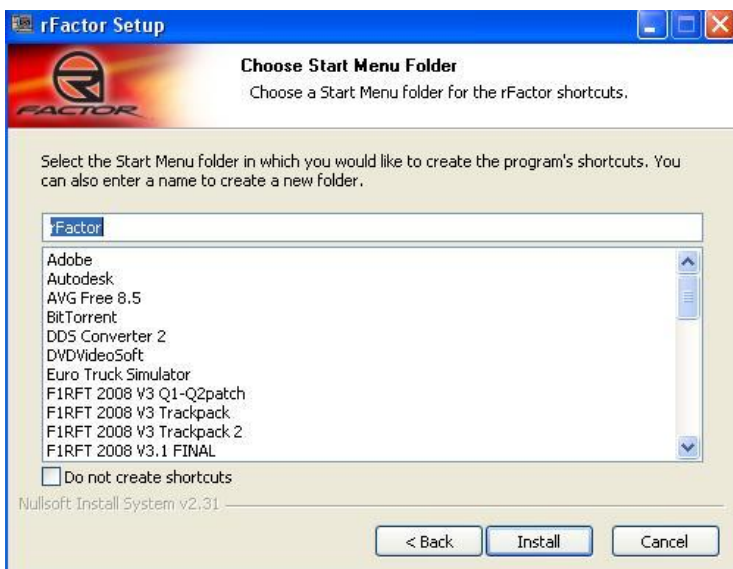 rFactor Setup
FACTOR
Choose Start Menu Folder
Choose a Start Menu folder for the rFactor shortcuts.
Select the Start Menu folder in which you would like to create the program's shortcuts. You
can also enter a name to create a new folder.
rFactor
Adobe
Autodesk
AVG Free 8.5
BitTorrent
DDS Converter 2
DVDVideoSoft
Euro Truck Simulator
F1RFT 2008 V3 Q1-Q2patch
F1RFT 2008 V3 Trackpack
F1RFT 2008 V3 Trackpack 2
F1RFT 2008 V3.1 FINAL
Do not create shortcuts
Nullsoft Install System v2.31
< Back
Install
Cancel